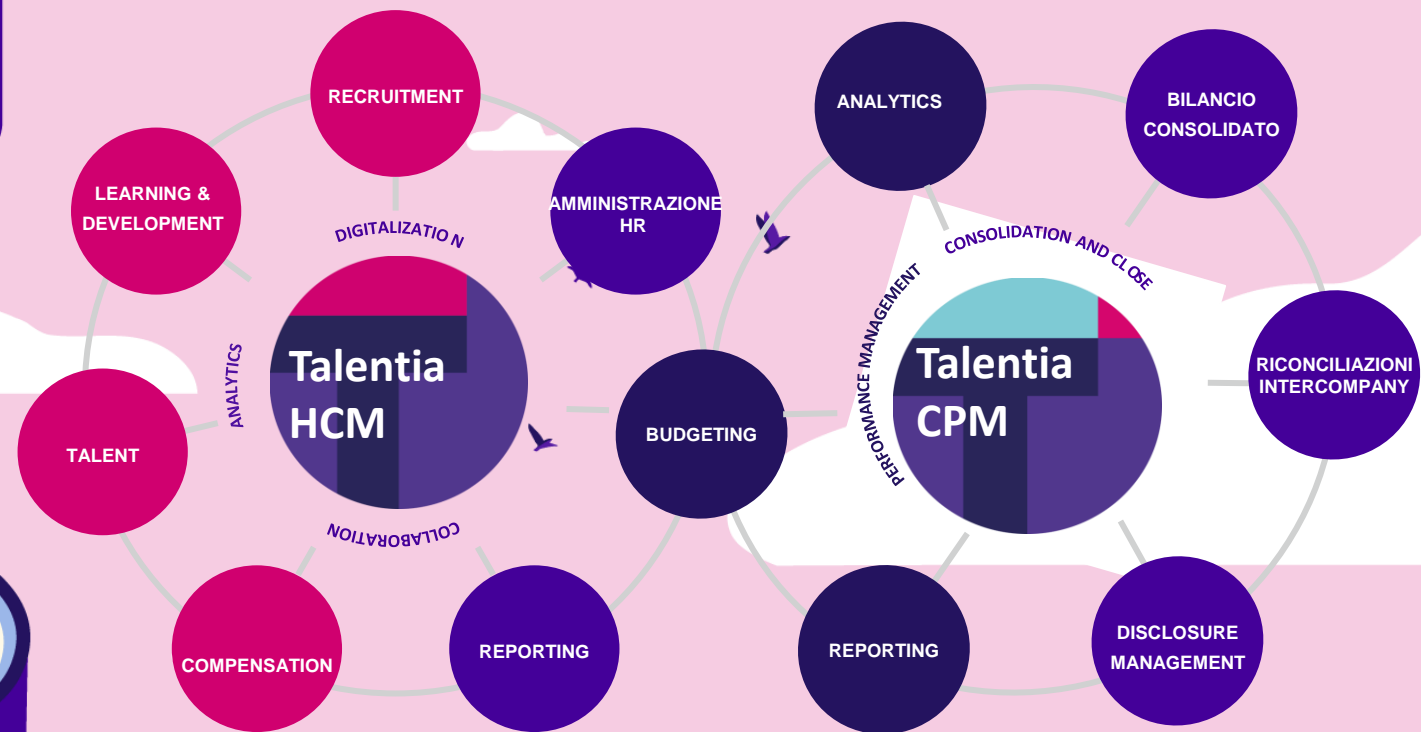 RECRUITMENT
LEARNING &
DEVELOPMENT
AMMINISTRAZIONE
HR
DIGITALIZATION
ANALYTICS
Talentia
HCM
TALENT
COLLABORATION
COMPENSATION
REPORTING
BUDGETING
ANALYTICS
BILANCIO
CONSOLIDATO
CONSOLIDATION AND CLOSE
PERFORMANCE MANAGEMENT
Talentia
CPM
RICONCILIAZIONI
INTERCOMPANY
REPORTING
DISCLOSURE
MANAGEMENT